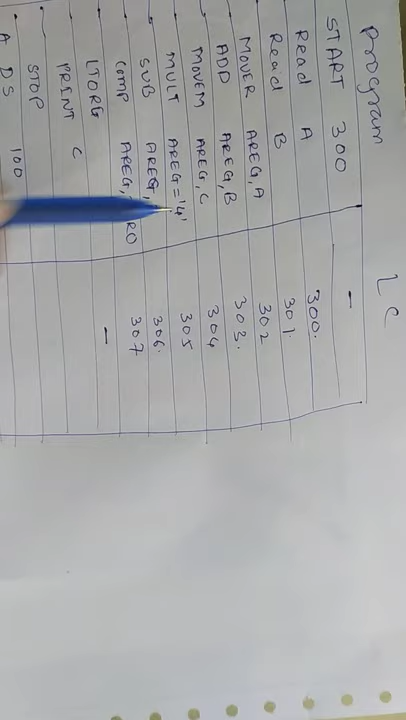 Program LC
START 300 -
Read A 300.
Read B 301.
MOVER AREG,A 302
ADD AREG,B 303.
MOVEM AREG,C 304
MULT AREG='4' 305
SUB AREG, 306.
COMP AREG, RO 307
LTORG -
PRINT C
STOP
A DS 100